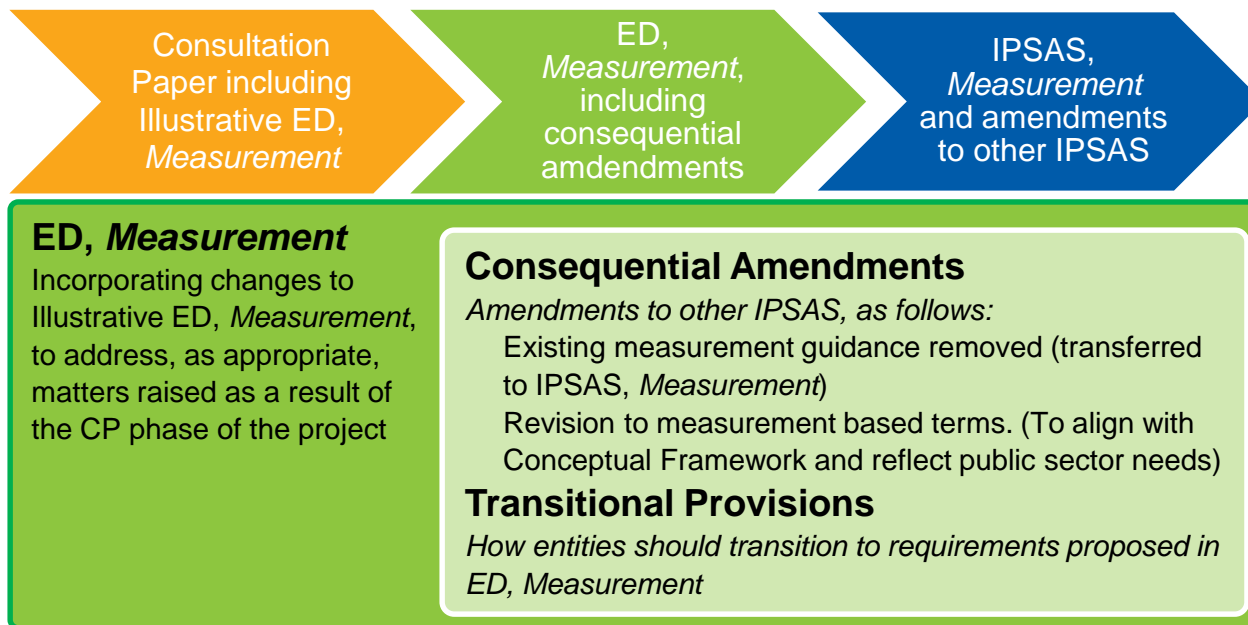 Consultation
Paper including
Illustrative ED,
Measurement
ED,
Measurement,
including
consequential
amdendments
IPSAS,
Measurement
and amendments
to other IPSAS
ED, Measurement
Incorporating changes to
Illustrative ED, Measurement,
to address, as appropriate,
matters raised as a result of
the CP phase of the project
Consequential Amendments
Amendments to other IPSAS, as follows:
Existing measurement guidance removed (transferred
to IPSAS, Measurement)
Revision to measurement based terms. (To align with
Conceptual Framework and reflect public sector needs)
Transitional Provisions
How entities should transition to requirements proposed in
ED, Measurement